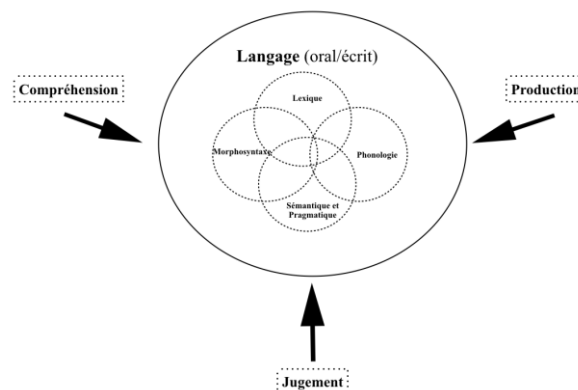 Langage (oral/écrit)
Compréhension
Production
Lexique
Morphosyntaxe
Phonologie
Sémantique et
Pragmatique
Jugement